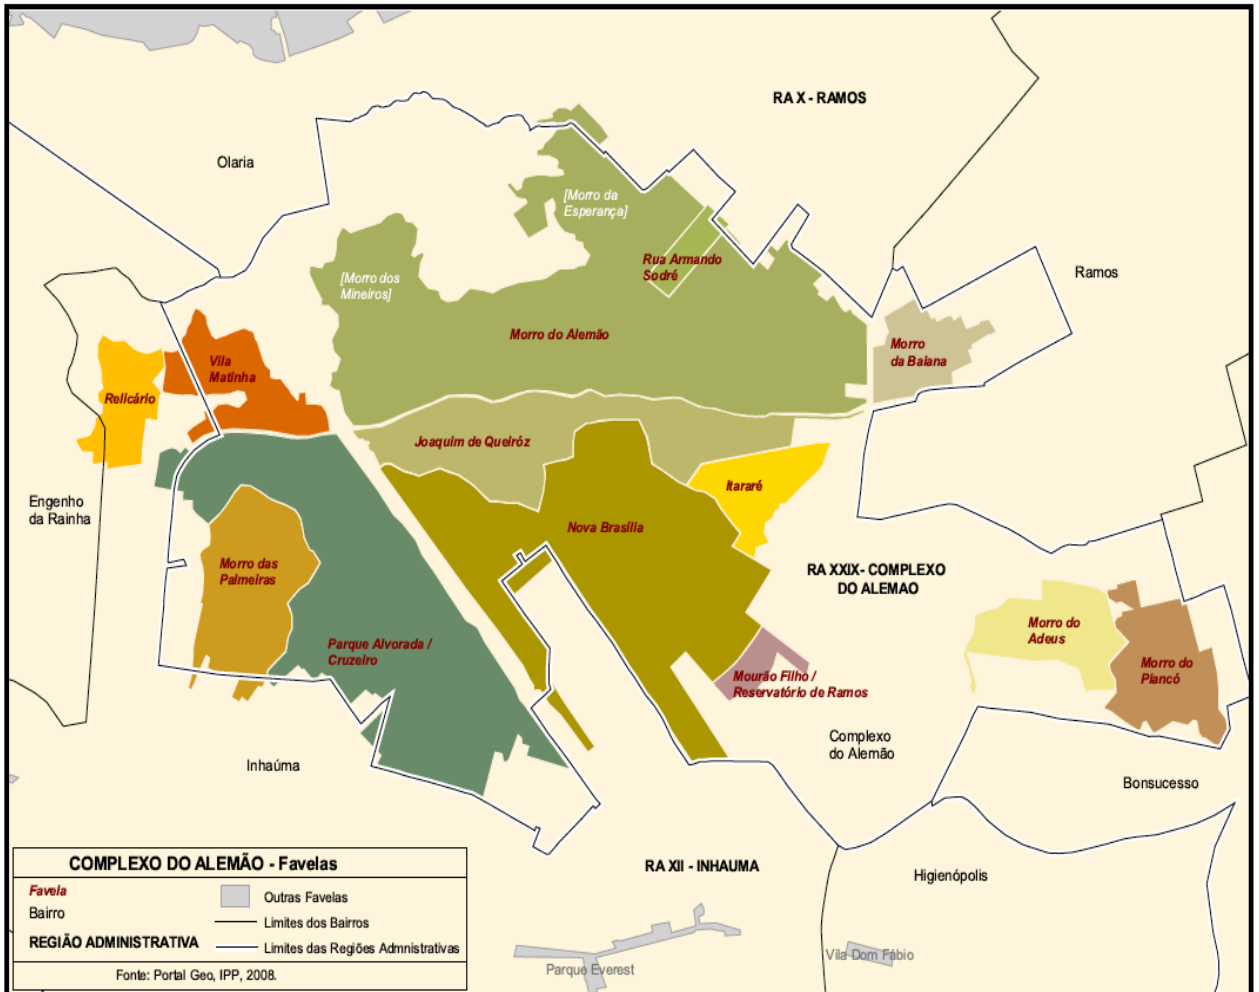 RA X - RAMOS
Olaria
[Morro da
Esperança]
Rua Armando
Sodré
Ramos
[Morro dos
Mineiros]
Morro do Alemão
Morro
da Baiana
Vila
Matinha
Relicário
Joaquim de Queiróz
Itararé
Engenho
da Rainha
Nova Brasília
Morro das
Palmeiras
RA XXIX- COMPLEXO
DO ALEMAO
Morro do
Adeus
Parque Alvorada /
Cruzeiro
Morro do
Piancó
Mourão Filho /
Reservatório de Ramos
Complexo
do Alemão
Inhaúma
Bonsucesso
RA XII - INHAUMA
Higienópolis
Parque Everest
Vila Dom Fábio
COMPLEXO DO ALEMÃO - Favelas
Favela
Bairro
REGIÃO ADMINISTRATIVA
Outras Favelas
Limites dos Bairros
Limites das Regiões Admnistrativas
Fonte: Portal Geo, IPP, 2008.